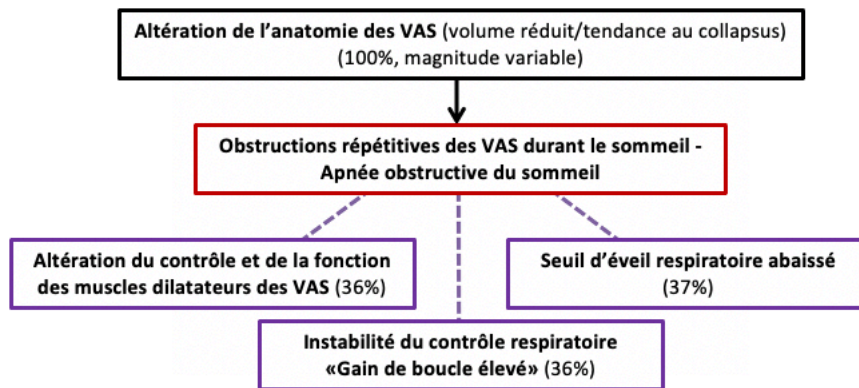 Altération de l’anatomie des VAS (volume réduit/tendance au collapsus)
(100%, magnitude variable)
Obstructions répétitives des VAS durant le sommeil -
Apnée obstructive du sommeil
Altération du contrôle et de la fonction
des muscles dilatateurs des VAS (36%)
Seuil d’éveil respiratoire abaissé
(37%)
Instabilité du contrôle respiratoire
«Gain de boucle élevé» (36%)